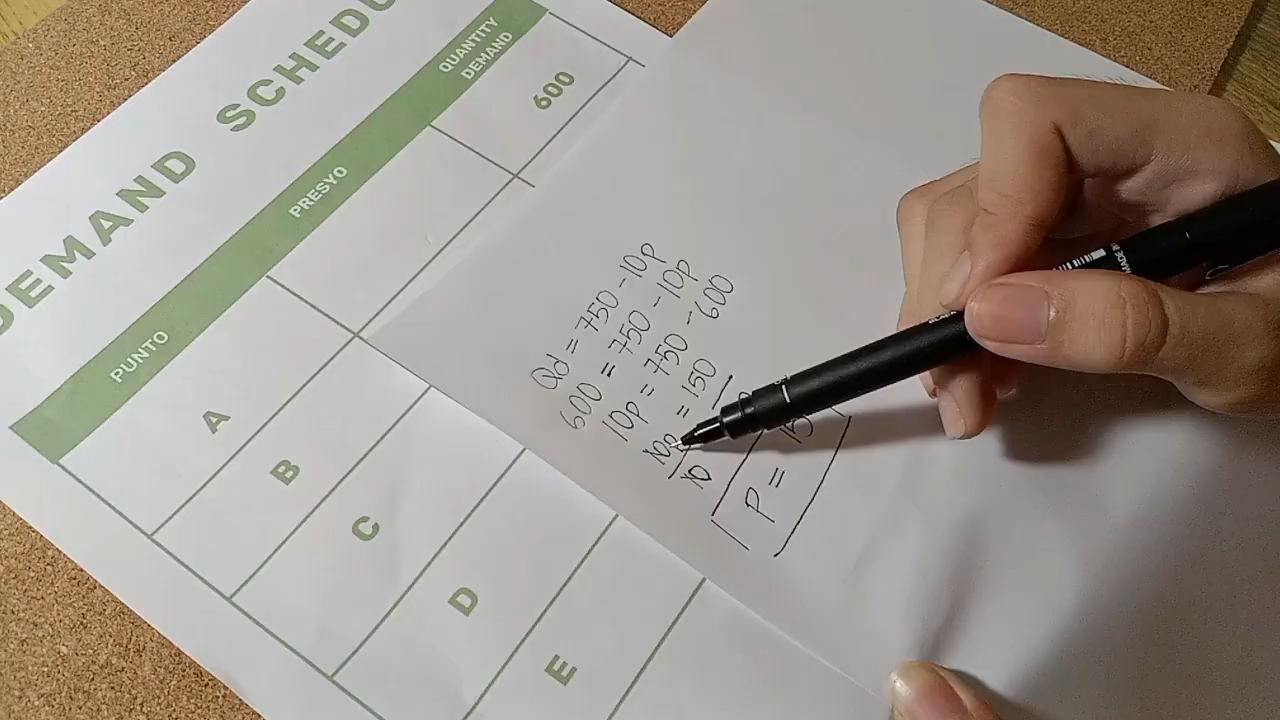 DEMAND SCHEDU
PUNTO PRESYO QUANTITY DEMAND
A 600
B
C
D
E
Qd = 750 - 10p
600 = 750 - 10p
10p = 750 - 600
10p = 150
10
P = 15